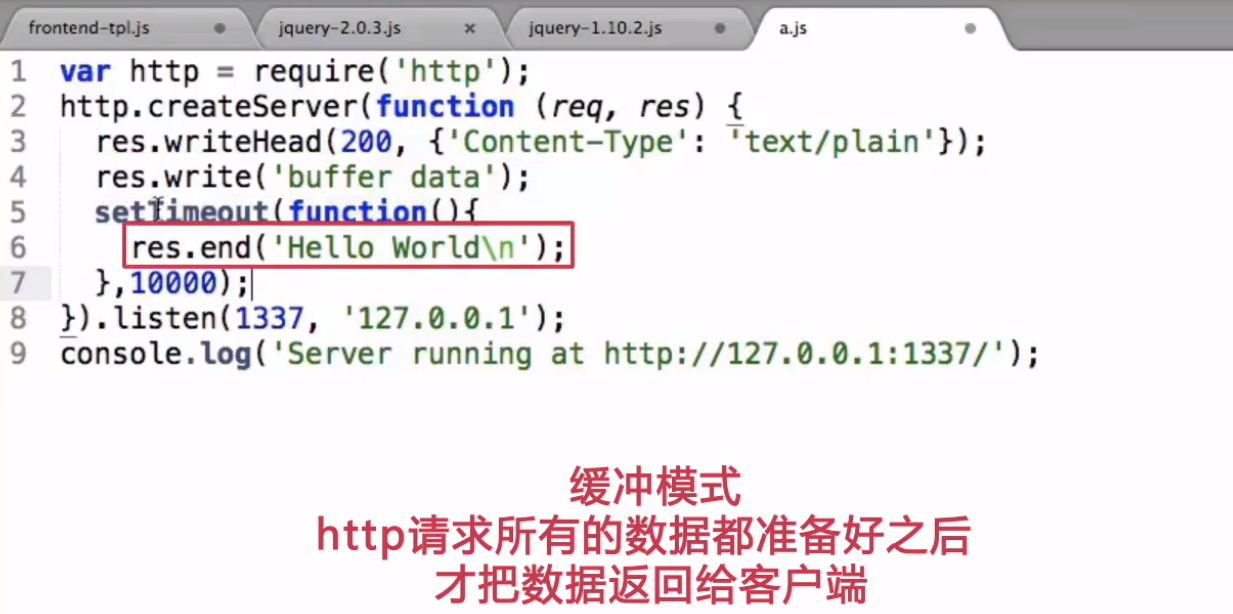 frontend-tpl.js
jquery-2.0.3.js
jquery-1.10.2.js
a.js
1 var http = require('http');
2 http.createServer(function (req, res) {
3 res.writeHead(200, {'Content-Type': 'text/plain'});
4 res.write('buffer data');
5 setTimeout(function(){
6 res.end('Hello World\n');
7 },10000);
8 }).listen(1337, '127.0.0.1');
9 console.log('Server running at http://127.0.0.1:1337/');
缓冲模式
http请求所有的数据都准备好之后
才把数据返回给客户端